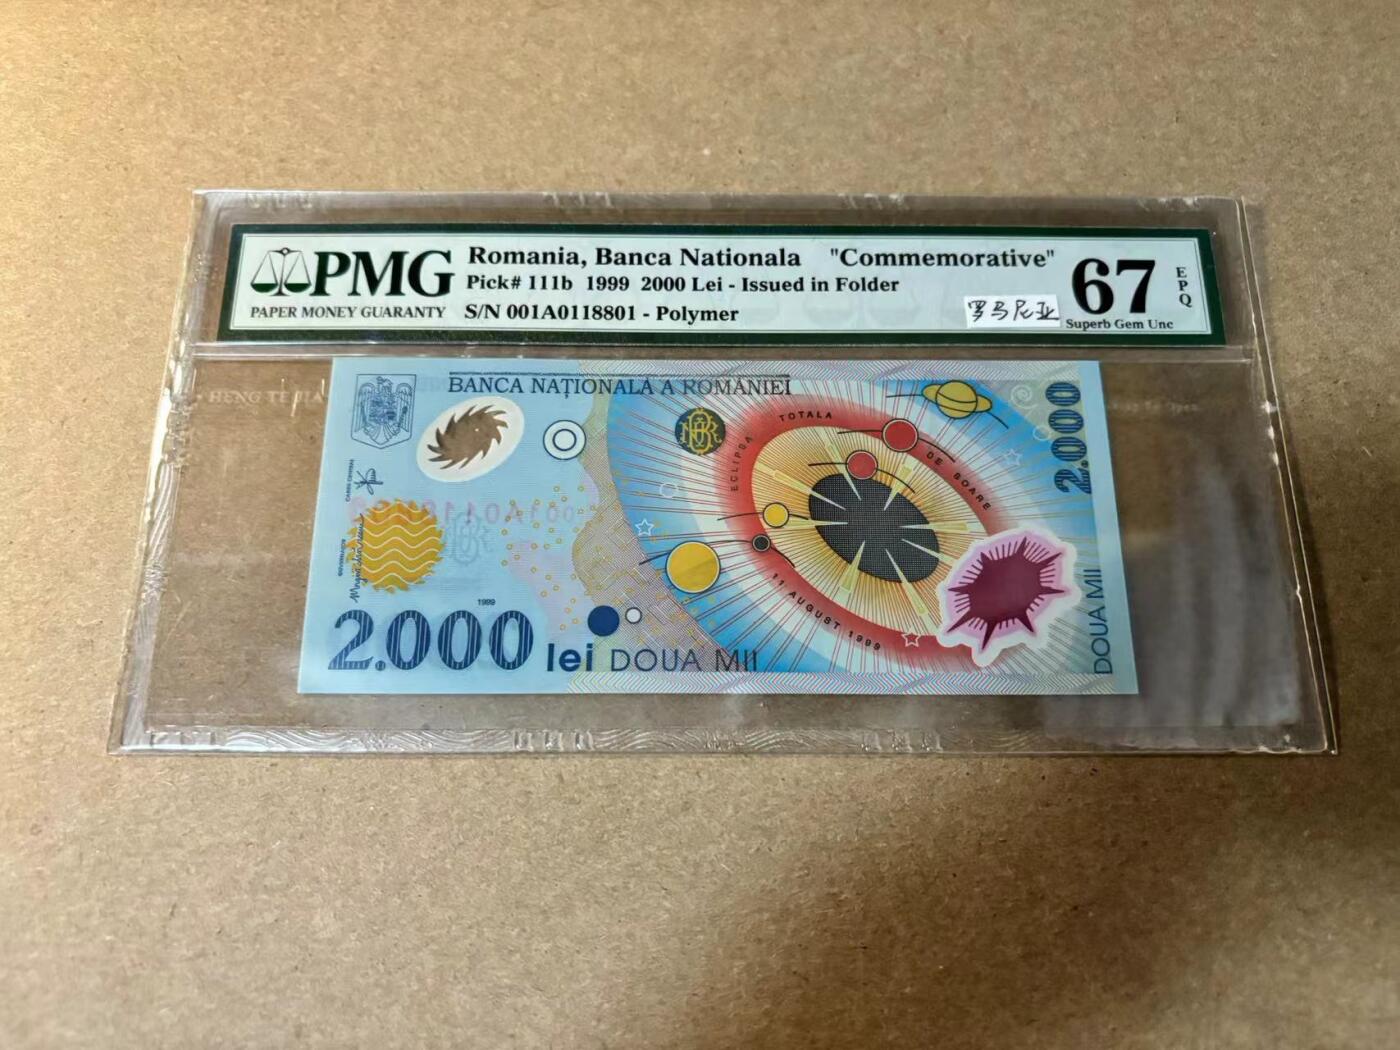 PMG
PAPER MONEY GUARANTY
Romania, Banca Nationala "Commemorative"
Pick# 111b 1999 2000 Lei - Issued in Folder
S/N 001A0118801 - Polymer
罗马尼亚
67
EPQ
Superb Gem Unc
BANCA NAȚIONALĂ A ROMÂNIEI
ECLIPSA TOTALA DE SOARE
11 AUGUST 1999
2.000
DOUA MII
1999
2.000 lei DOUA MII